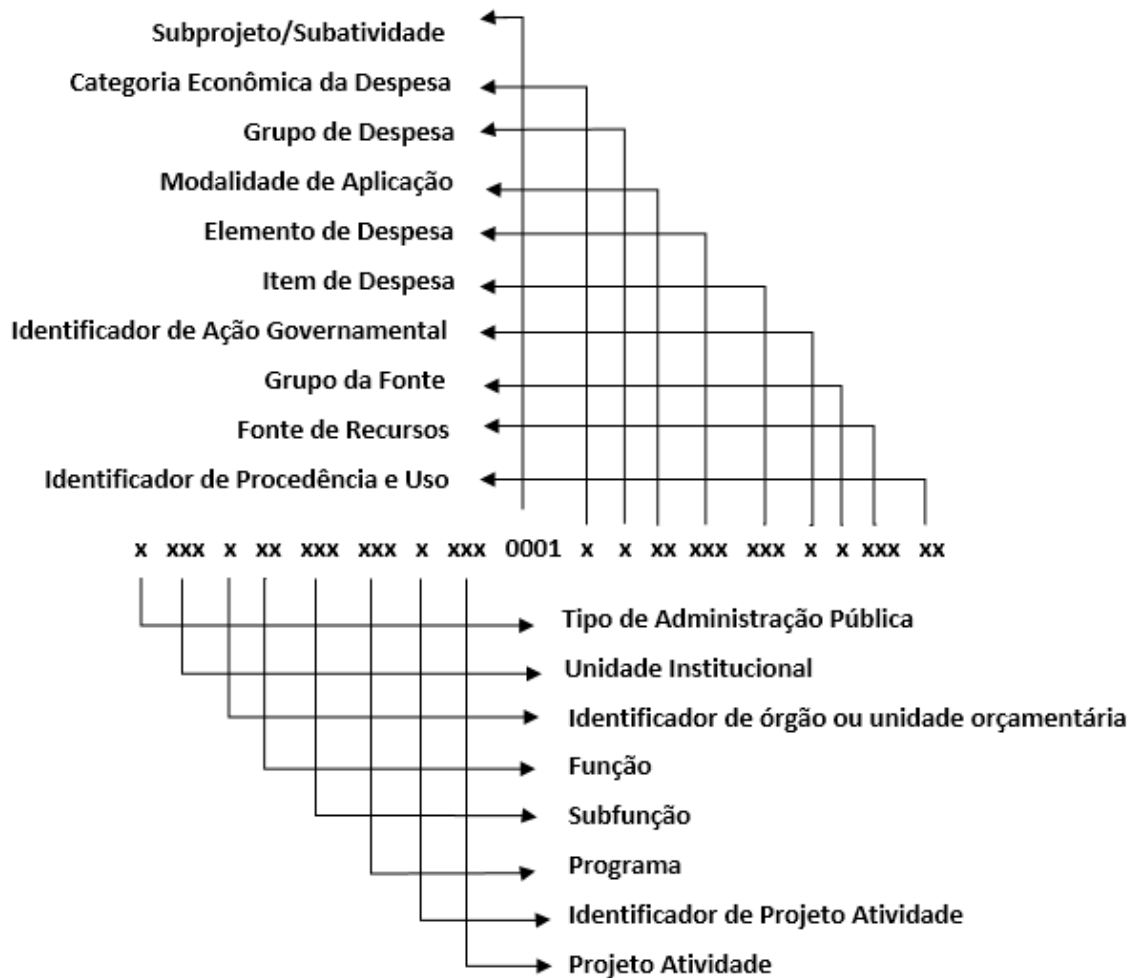 Subprojeto/Subatividade
Categoria Econômica da Despesa
Grupo de Despesa
Modalidade de Aplicação
Elemento de Despesa
Item de Despesa
Identificador de Ação Governamental
Grupo da Fonte
Fonte de Recursos
Identificador de Procedência e Uso
x xxx x xx xxx xxx x xxx 0001 x x xx xxx xxx x x xxx xx
Tipo de Administração Pública
Unidade Institucional
Identificador de órgão ou unidade orçamentária
Função
Subfunção
Programa
Identificador de Projeto Atividade
Projeto Atividade